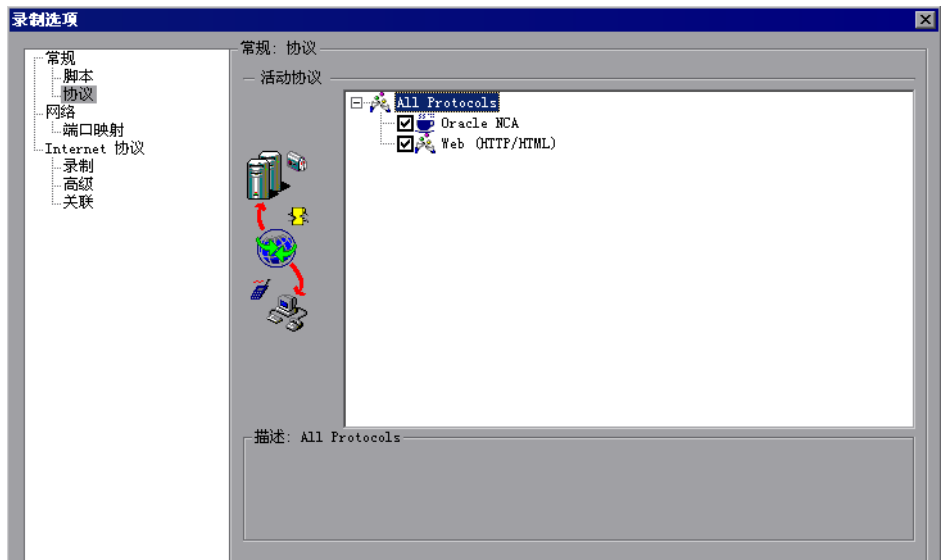 录制选项
常规
脚本
协议
网络
端口映射
Internet 协议
录制
高级
关联
常规: 协议
活动协议
All Protocols
Oracle NCA
Web (HTTP/HTML)
描述: All Protocols